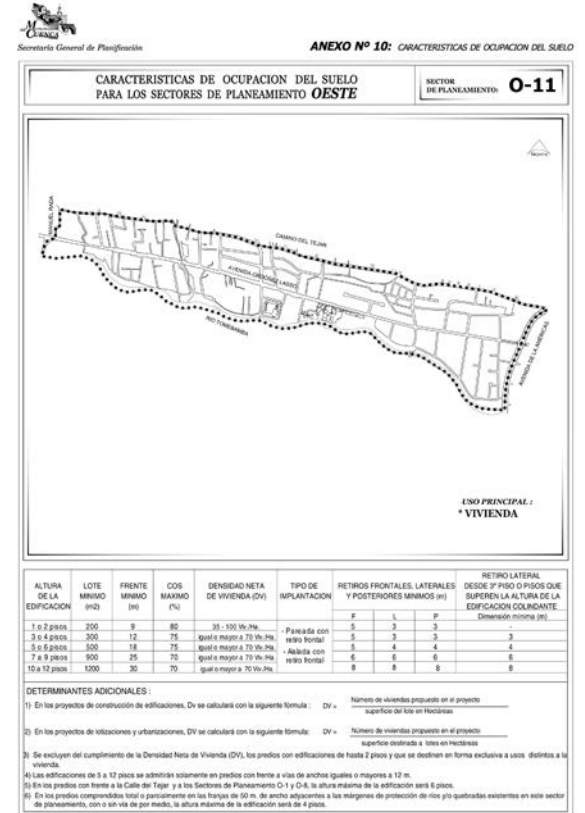 CUENCA
Secretaría General de Planificación
ANEXO Nº 10: CARACTERISTICAS DE OCUPACION DEL SUELO
CARACTERISTICAS DE OCUPACION DEL SUELO
PARA LOS SECTORES DE PLANEAMIENTO OESTE
SECTOR
DE PLANEAMIENTO:
O-11
NORTE
MANUEL RADA
CAMINO DEL TEJAR
AVENIDA ORDOÑEZ LASSO
RIO TOMEBAMBA
AVENIDA DE LA AMERICAS
USO PRINCIPAL :
* VIVIENDA
ALTURA DE LA EDIFICACION LOTE MINIMO (m2) FRENTE MINIMO (m) COS MAXIMO (%) DENSIDAD NETA DE VIVIENDA (DV) TIPO DE IMPLANTACION RETIROS FRONTALES, LATERALES Y POSTERIORES MINIMOS (m) RETIRO LATERAL DESDE 3º PISO O PISOS QUE SUPEREN LA ALTURA DE LA EDIFICACION COLINDANTE
F L P Dimensión mínima (m)
1 o 2 pisos 200 9 80 35 - 100 Viv./Ha. - Pareada con retiro frontal 5 3 3 -
3 o 4 pisos 300 12 75 igual o mayor a 70 Viv./Ha. 5 3 3 3
5 o 6 pisos 500 18 75 igual o mayor a 70 Viv./Ha. - Aislada con retiro frontal 5 4 4 4
7 a 9 pisos 900 25 70 igual o mayor a 70 Viv./Ha. 6 6 6 6
10 a 12 pisos 1200 30 70 igual o mayor a 70 Viv./Ha. 8 8 8 8
DETERMINANTES ADICIONALES :
1) En los proyectos de construcción de edificaciones, Dv se calculará con la siguiente fórmula : DV = Número de viviendas propuesto en el proyecto
superficie del lote en Hectáreas
2) En los proyectos de lotizaciones y urbanizaciones, DV se calculará con la siguiente fórmula: DV = Número de viviendas propuesto en el proyecto
superficie destinada a lotes en Hectáreas
3) Se excluyen del cumplimiento de la Densidad Neta de Vivienda (DV), los predios con edificaciones de hasta 2 pisos y que se destinen en forma exclusiva a usos distintos a la
vivienda.
4) Las edificaciones de 5 a 12 pisos se admitirán solamente en predios con frente a vías de anchos iguales o mayores a 12 m.
5) En los predios con frente a la Calle del Tejar y a los Sectores de Planeamiento O-1 y O-8, la altura máxima de la edificación será 6 pisos.
6) En los predios comprendidos total o parcialmente en las franjas de 50 m. de ancho adyacentes a las márgenes de protección de ríos y/o quebradas existentes en este sector
de planeamiento, con o sin vía de por medio, la altura máxima de la edificación será de 4 pisos.